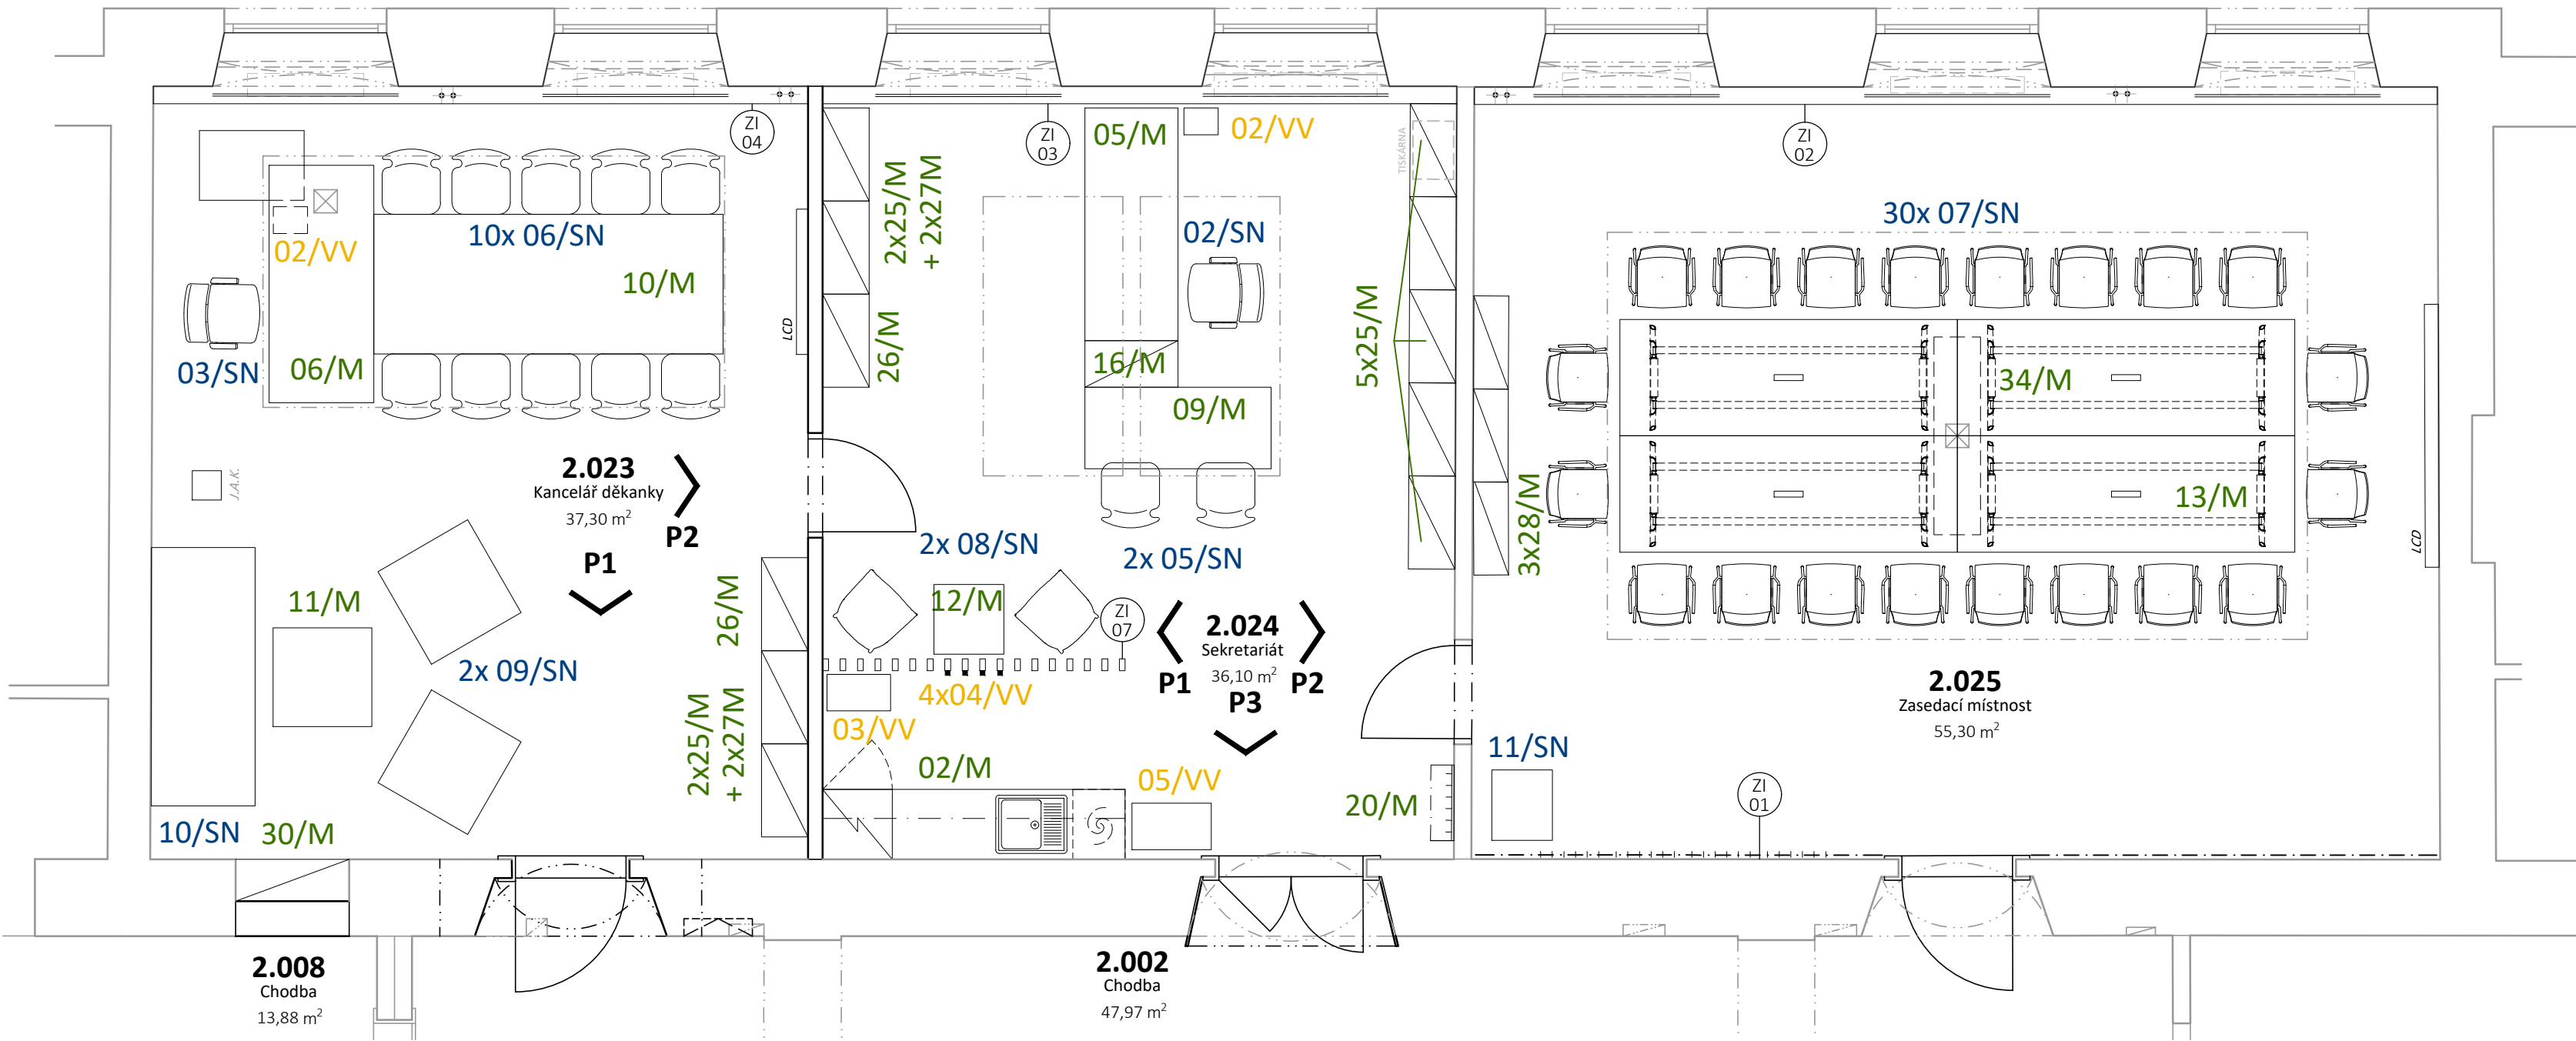 ZI
04
02/VV
10x 06/SN
10/M
03/SN
06/M
LCD
2.023
Kancelář děkanky
37,30 m²
P2
P1
J.A.K.
11/M
2x 09/SN
10/SN
30/M
26/M
2x25/M
+ 2x27M
2x25/M
+ 2x27M
26/M
ZI
03
05/M
02/VV
TISKÁRNA
02/SN
16/M
09/M
5x25/M
2x 08/SN
2x 05/SN
12/M
ZI
07
2.024
Sekretariát
36,10 m²
P1
P2
P3
4x04/VV
03/VV
02/M
05/VV
20/M
ZI
02
30x 07/SN
34/M
13/M
3x28/M
LCD
2.025
Zasedací místnost
55,30 m²
11/SN
ZI
01
2.008
Chodba
13,88 m²
2.002
Chodba
47,97 m²